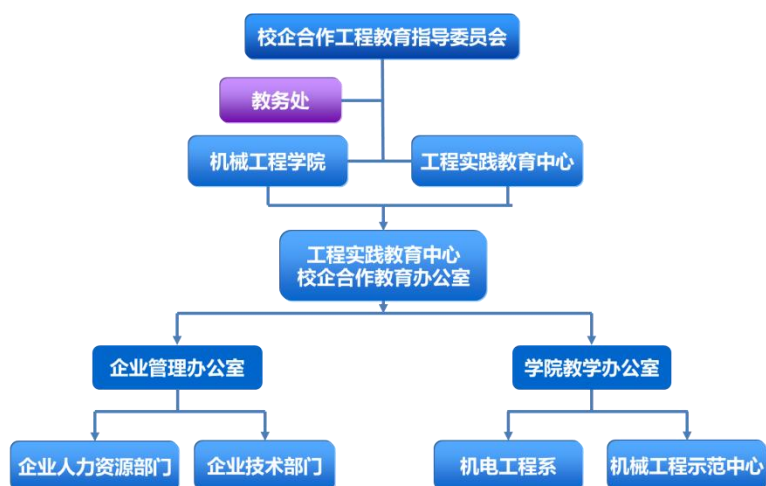 校企合作工程教育指导委员会
教务处
机械工程学院
工程实践教育中心
工程实践教育中心
校企合作教育办公室
企业管理办公室
学院教学办公室
企业人力资源部门
企业技术部门
机电工程系
机械工程示范中心